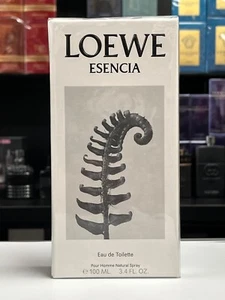 LOEWE
ESENCIA
Eau de Toilette
Pour Homme Natural Spray
℮ 100 ML 3.4 FL. OZ.